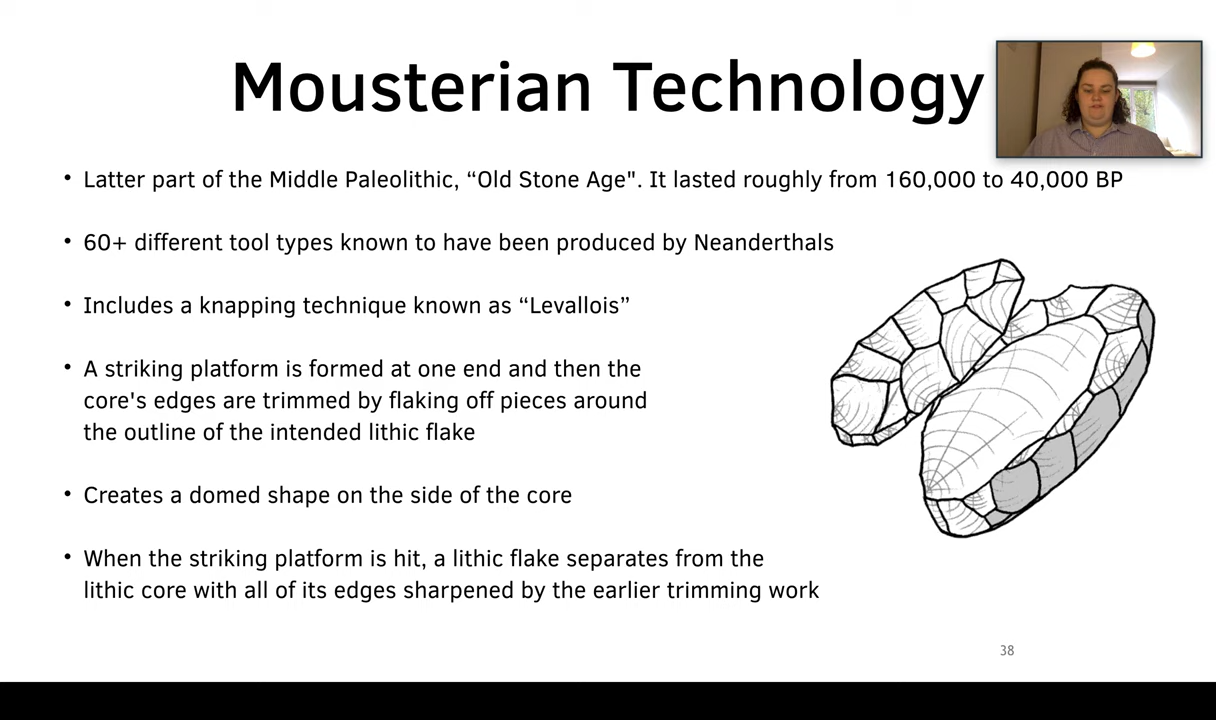 Mousterian Technology
• Latter part of the Middle Paleolithic, “Old Stone Age". It lasted roughly from 160,000 to 40,000 BP
• 60+ different tool types known to have been produced by Neanderthals
• Includes a knapping technique known as “Levallois”
• A striking platform is formed at one end and then the
core's edges are trimmed by flaking off pieces around
the outline of the intended lithic flake
• Creates a domed shape on the side of the core
• When the striking platform is hit, a lithic flake separates from the
lithic core with all of its edges sharpened by the earlier trimming work
38